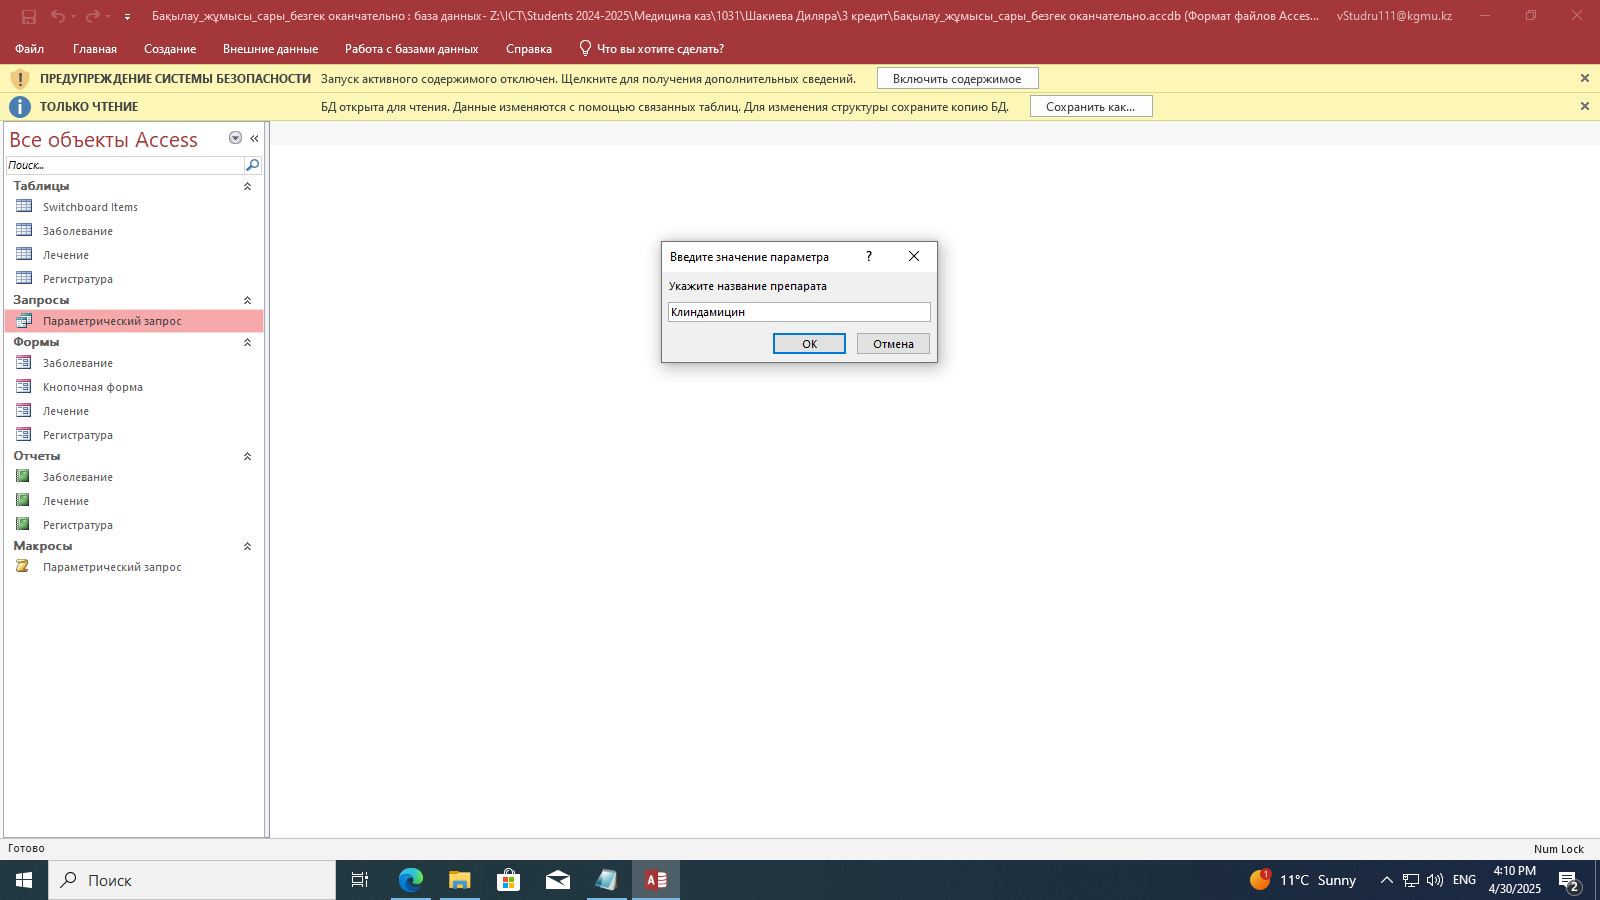 Бақылау_жұмысы_сары_безгек оканчательно : база данных- Z:\ICT\Students 2024-2025\Медицина каз\1031\Шакиева Диляра\3 кредит\Бақылау_жұмысы_сары_безгек оканчательно.accdb (Формат файлов Acces... vStudru111@kgmu.kz
Файл Главная Создание Внешние данные Работа с базами данных Справка Что вы хотите сделать?
ПРЕДУПРЕЖДЕНИЕ СИСТЕМЫ БЕЗОПАСНОСТИ Запуск активного содержимого отключен. Щелкните для получения дополнительных сведений. Включить содержимое
ТОЛЬКО ЧТЕНИЕ БД открыта для чтения. Данные изменяются с помощью связанных таблиц. Для изменения структуры сохраните копию БД. Сохранить как...
Все объекты Access
Поиск...
Таблицы
Switchboard Items
Заболевание
Лечение
Регистратура
Запросы
Параметрический запрос
Формы
Заболевание
Кнопочная форма
Лечение
Регистратура
Отчеты
Заболевание
Лечение
Регистратура
Макросы
Параметрический запрос
Введите значение параметра ?
Укажите название препарата
Клиндамицин
ОК Отмена
Готово Num Lock
Поиск
1
11°C Sunny
ENG
4:10 PM
4/30/2025
2